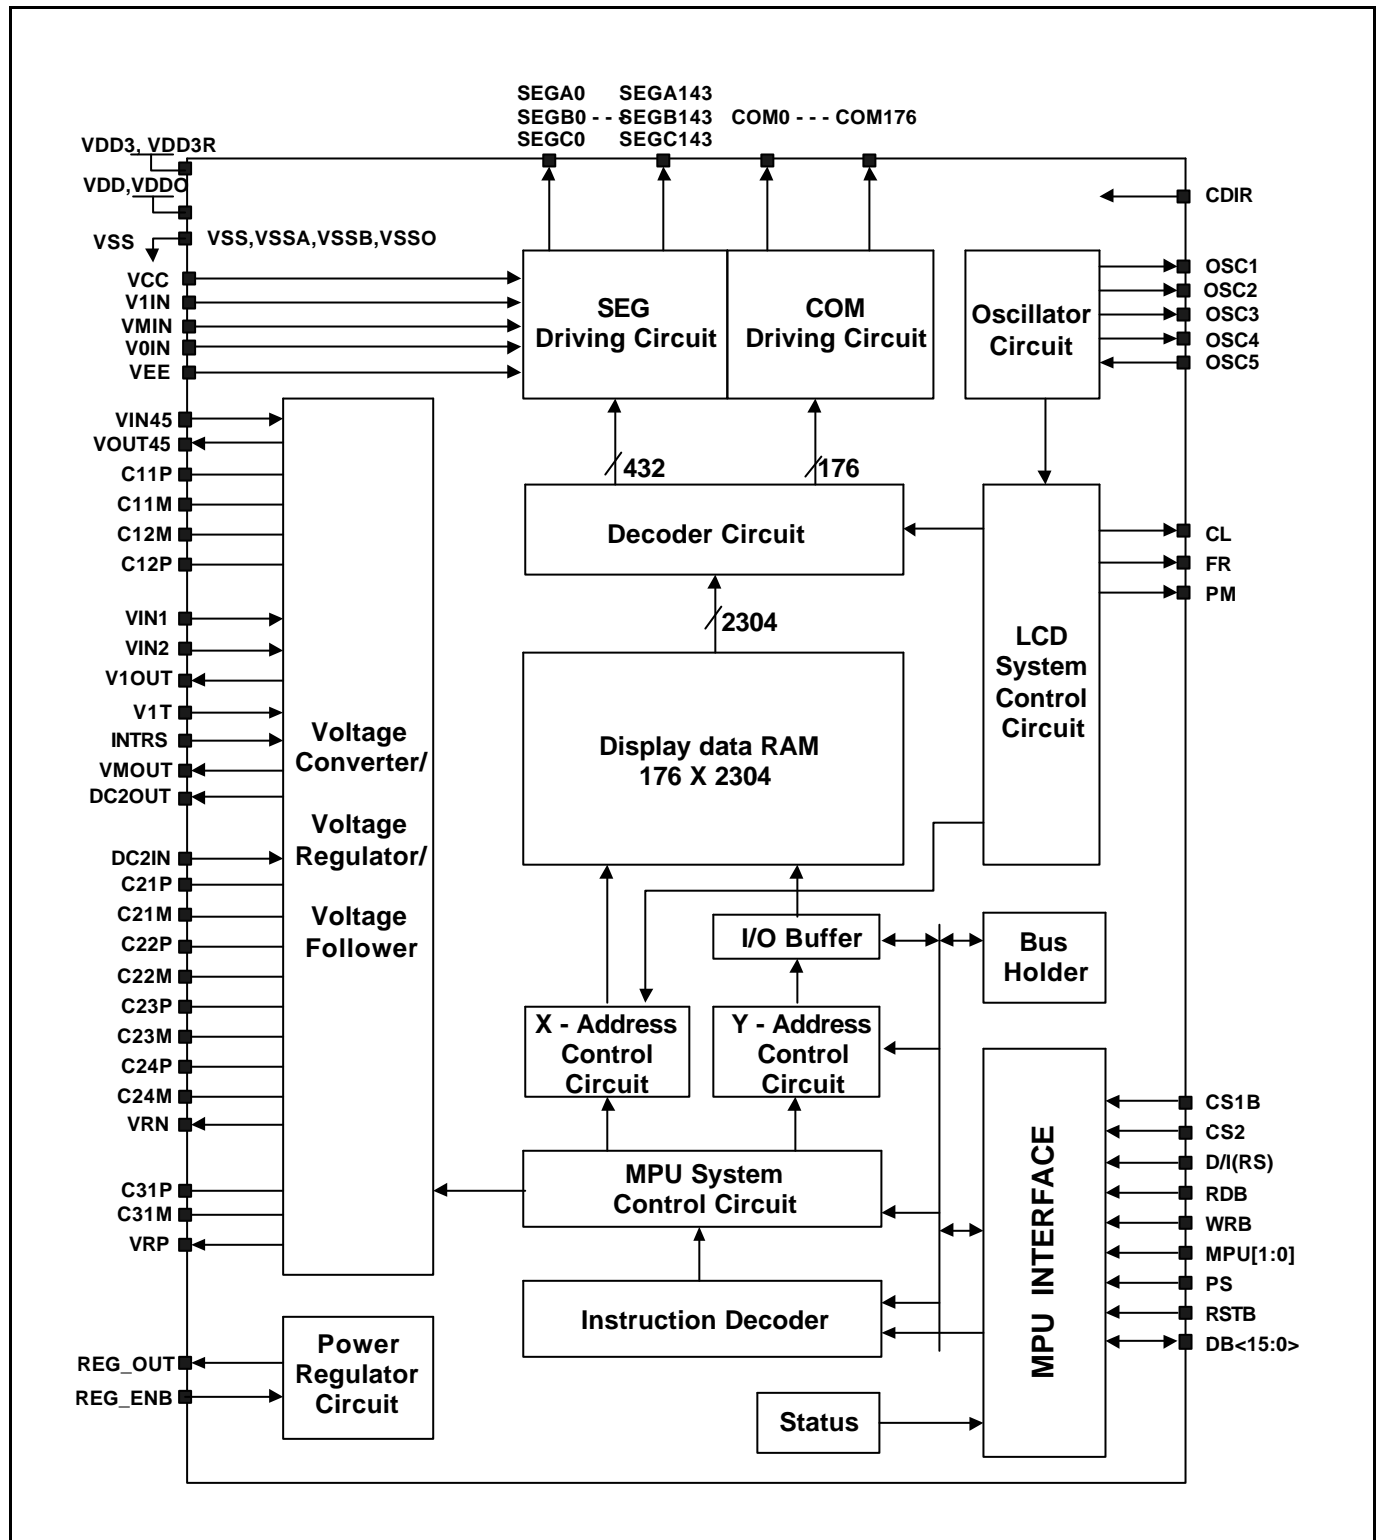 SEGA0 SEGA143
SEGB0 - - - SEGB143 COM0 - - - COM176
SEGC0 SEGC143
VDD3, VDD3R
VDD,VDDO
VSS
VSS,VSSA,VSSB,VSSO
VCC
V1IN
VMIN
V0IN
VEE
SEG
Driving Circuit
COM
Driving Circuit
Oscillator
Circuit
CDIR
OSC1
OSC2
OSC3
OSC4
OSC5
VIN45
VOUT45
C11P
C11M
C12M
C12P
VIN1
VIN2
V1OUT
V1T
INTRS
VMOUT
DC2OUT
DC2IN
C21P
C21M
C22P
C22M
C23P
C23M
C24P
C24M
VRN
C31P
C31M
VRP
REG_OUT
REG_ENB
Voltage
Converter/
Voltage
Regulator/
Voltage
Follower
Power
Regulator
Circuit
432
176
Decoder Circuit
2304
Display data RAM
176 X 2304
LCD
System
Control
Circuit
CL
FR
PM
I/O Buffer
Bus
Holder
X - Address
Control
Circuit
Y - Address
Control
Circuit
MPU System
Control Circuit
Instruction Decoder
Status
MPU INTERFACE
CS1B
CS2
D/I(RS)
RDB
WRB
MPU[1:0]
PS
RSTB
DB<15:0>